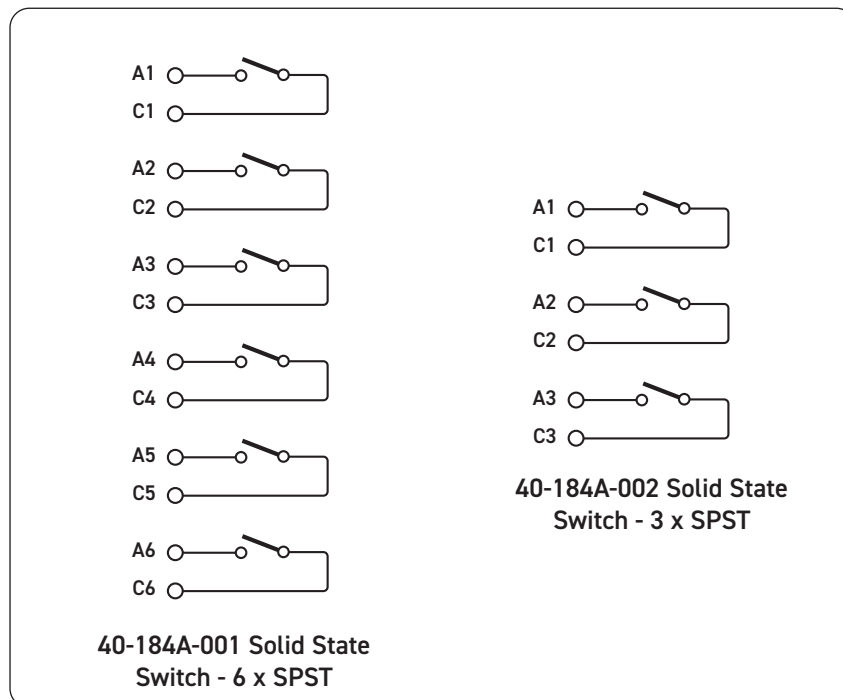 A1
C1
A2
C2
A3
C3
A4
C4
A5
C5
A6
C6
40-184A-001 Solid State
Switch - 6 x SPST
A1
C1
A2
C2
A3
C3
40-184A-002 Solid State
Switch - 3 x SPST